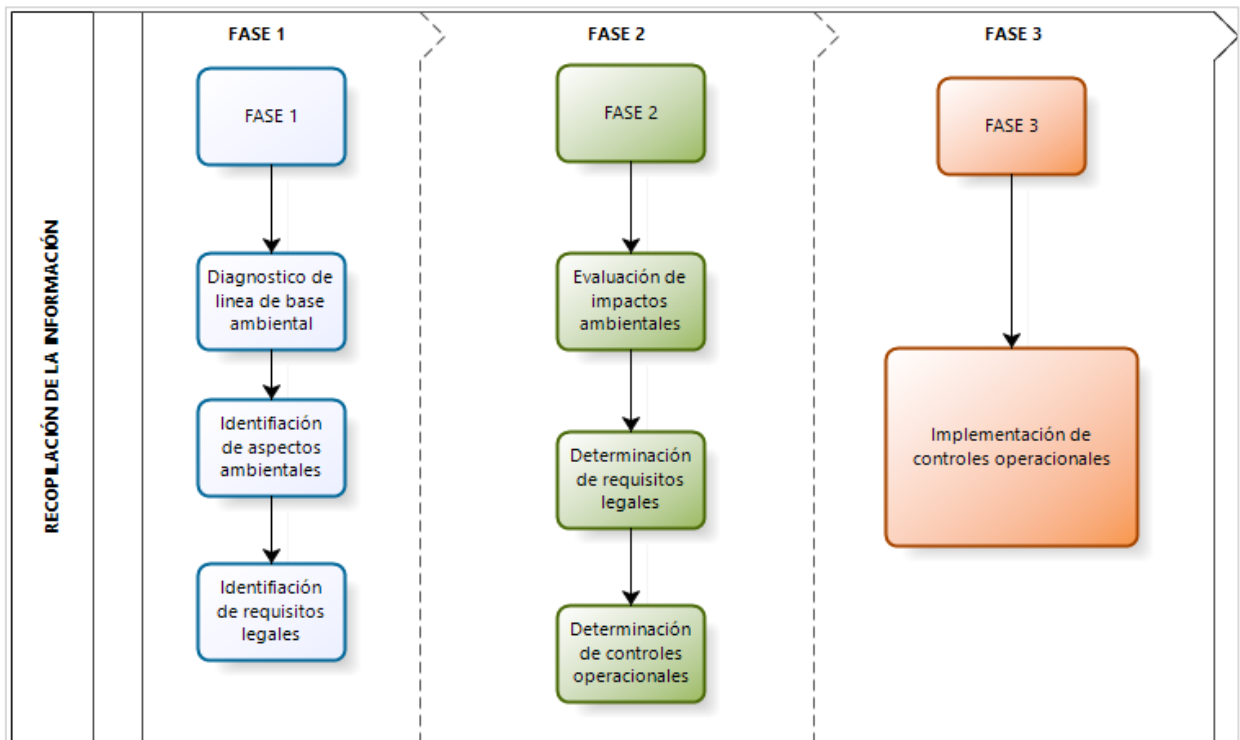 FASE 1
FASE 2
FASE 3
RECOPILACIÓN DE LA INFORMACIÓN
FASE 1
Diagnostico de
linea de base
ambiental
Identifiación
de aspectos
ambientales
Identifiación
de requisitos
legales
FASE 2
Evaluación de
impactos
ambientales
Determinación
de requisitos
legales
Determinación
de controles
operacionales
FASE 3
Implementación de
controles operacionales